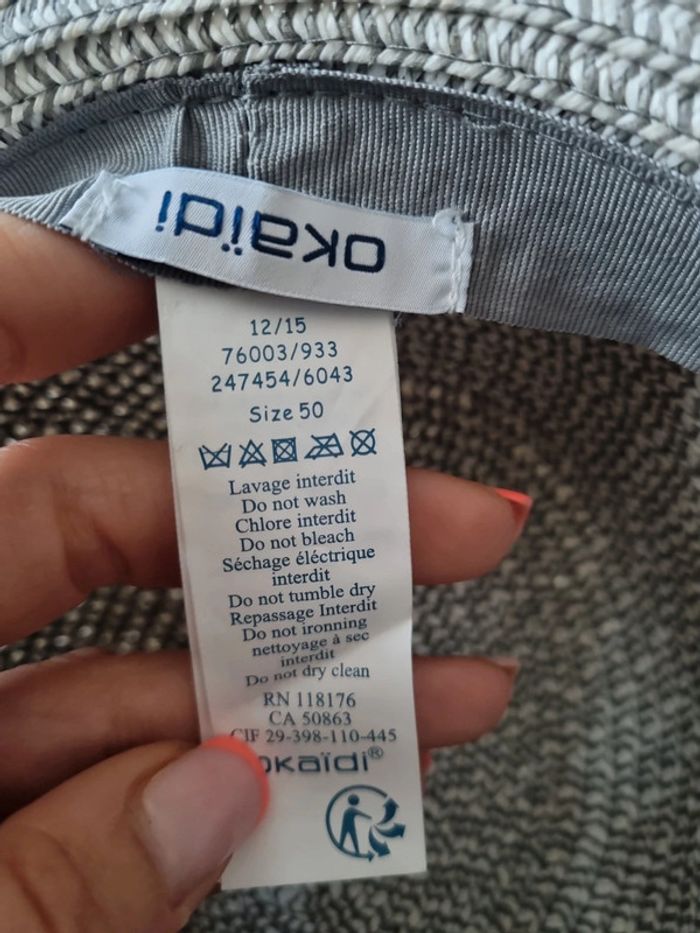 okaïdi
12/15
76003/933
247454/6043
Size 50
Lavage interdit
Do not wash
Chlore interdit
Do not bleach
Séchage éléctrique
interdit
Do not tumble dry
Repassage Interdit
Do not ironning
nettoyage à sec
interdit
Do not dry clean
RN 118176
CA 50863
CIF 29-398-110-445
okaïdi®